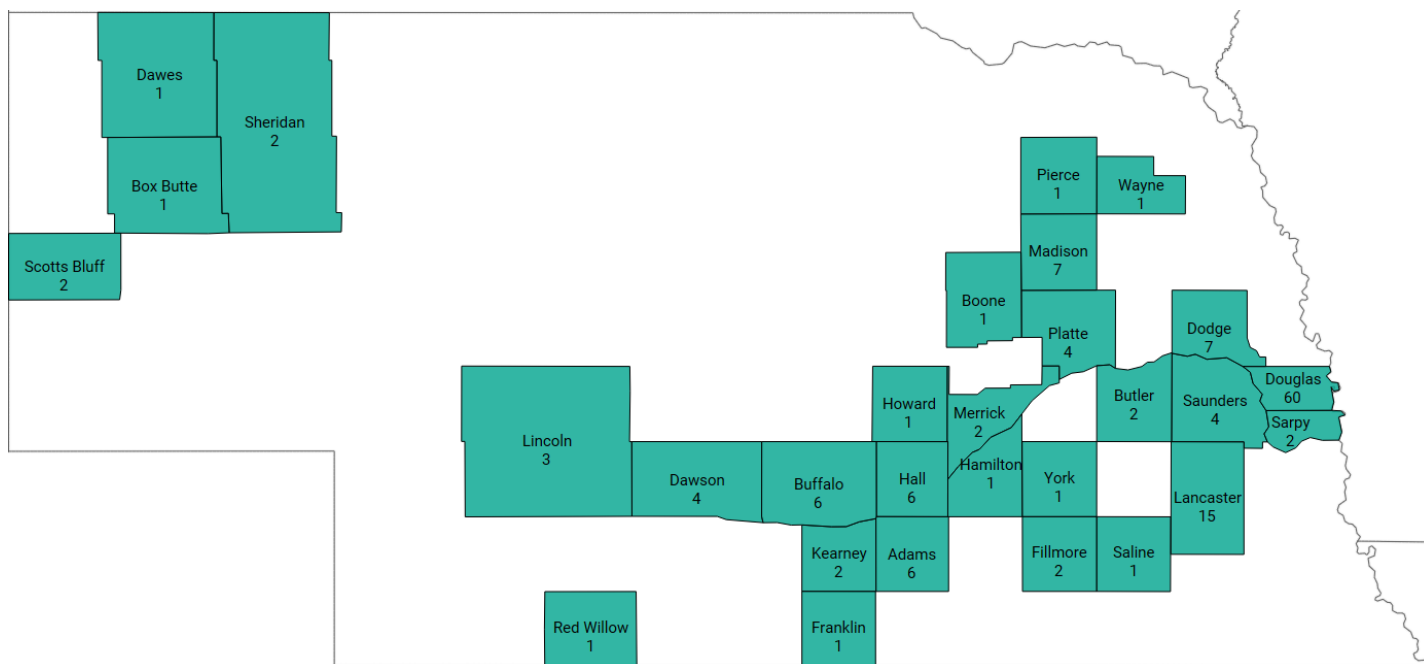 Dawes
1
Sheridan
2
Box Butte
1
Scotts Bluff
2
Pierce
1
Wayne
1
Madison
7
Boone
1
Platte
4
Dodge
7
Douglas
60
Howard
1
Merrick
2
Butler
2
Saunders
4
Sarpy
2
Lincoln
3
Dawson
4
Buffalo
6
Hall
6
Hamilton
1
York
1
Lancaster
15
Kearney
2
Adams
6
Fillmore
2
Saline
1
Red Willow
1
Franklin
1